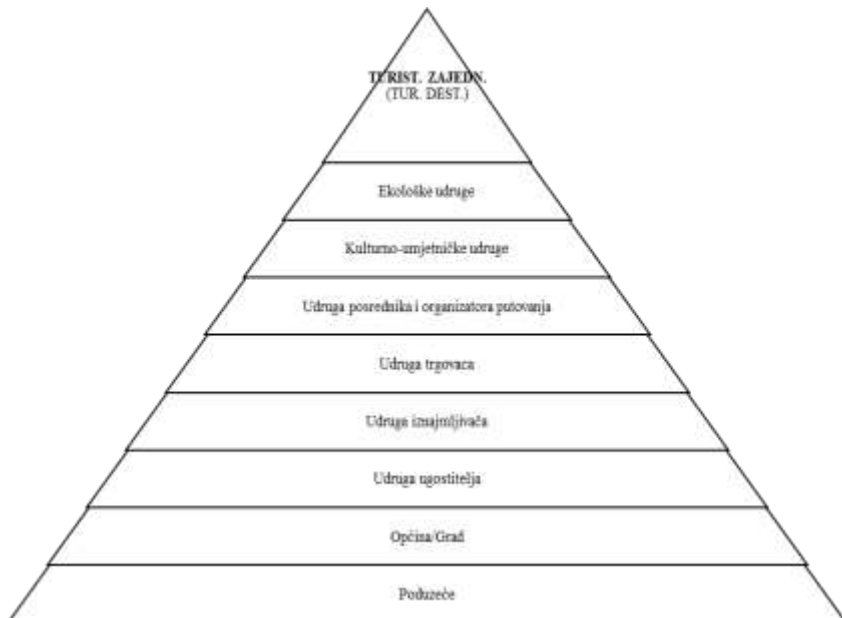 TURIST. ZAJEDN.
(TUR. DEST.)
Ekološke udruge
Kulturno-umjetničke udruge
Udruga posrednika i organizatora putovanja
Udruga trgovaca
Udruga iznajmljivača
Udruga ugostitelja
Općina/Grad
Poduzeće